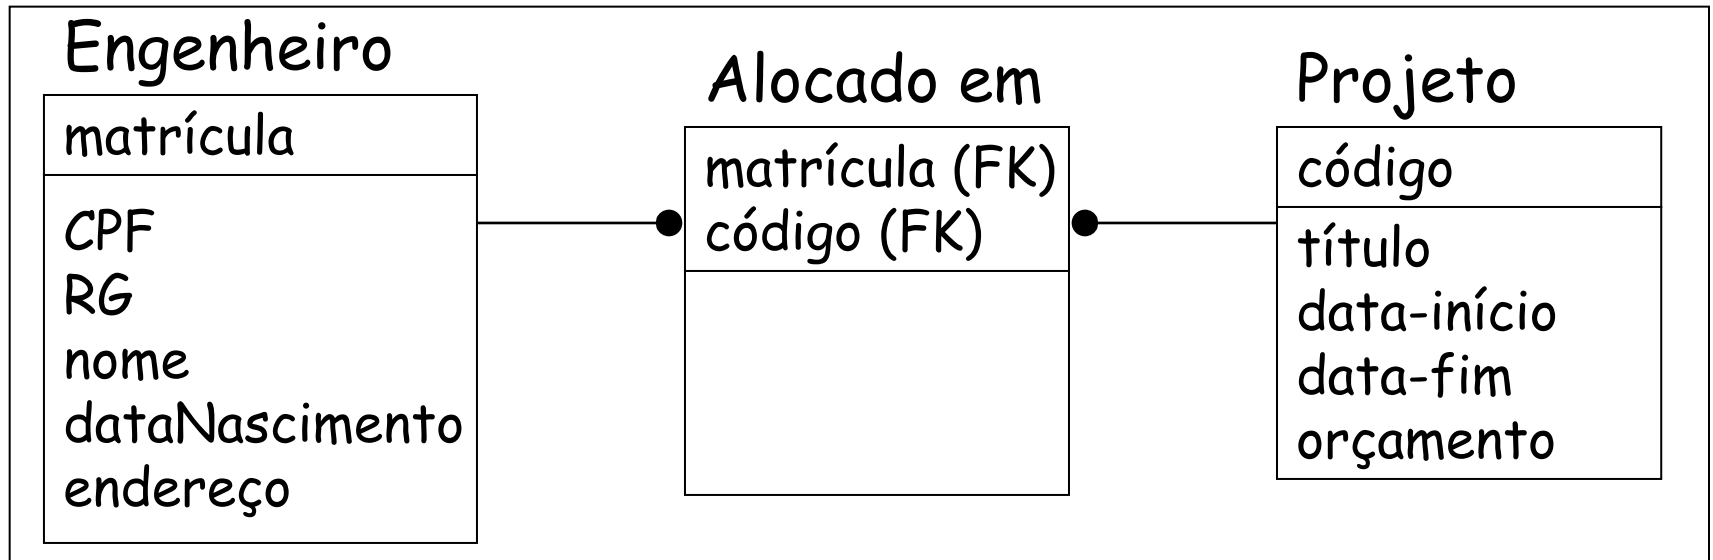 Engenheiro
matrícula
CPF
RG
nome
dataNascimento
endereço
Alocado em
matrícula (FK)
código (FK)
Projeto
código
título
data-início
data-fim
orçamento